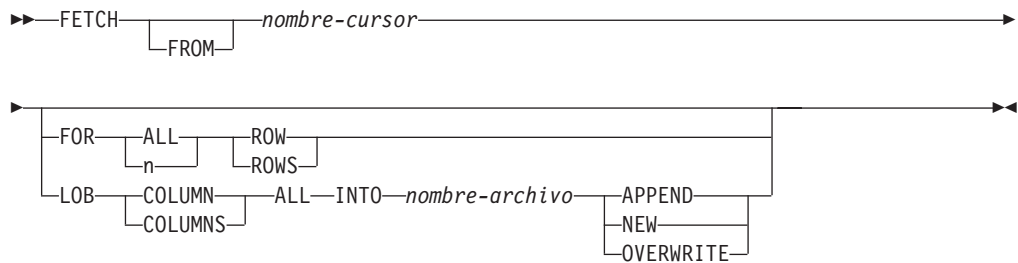 FETCH nombre-cursor
FROM
FOR ALL ROW
n ROWS
LOB COLUMN ALL INTO nombre-archivo APPEND
COLUMNS NEW
OVERWRITE